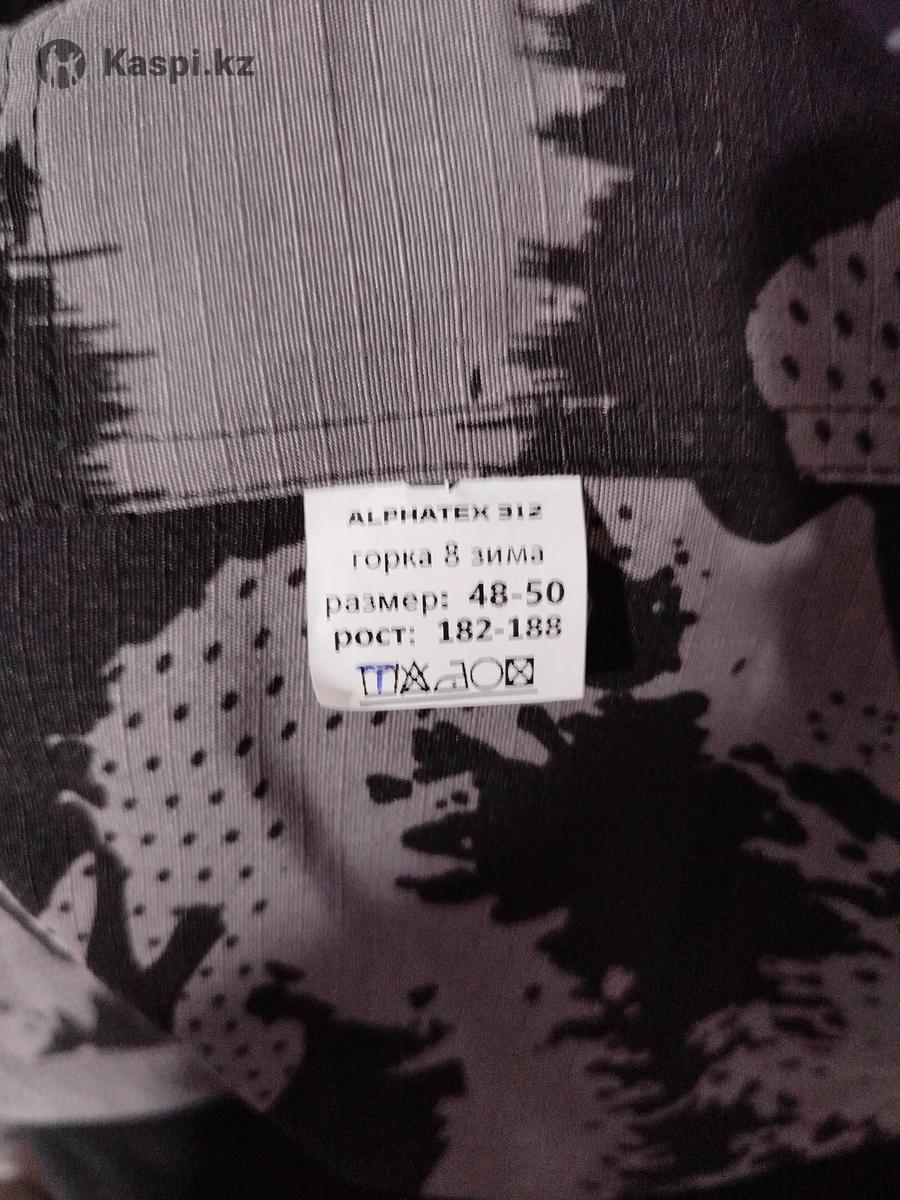 Kaspi.kz
ALPHATEX 312
горка 8 зима
размер: 48-50
рост: 182-188